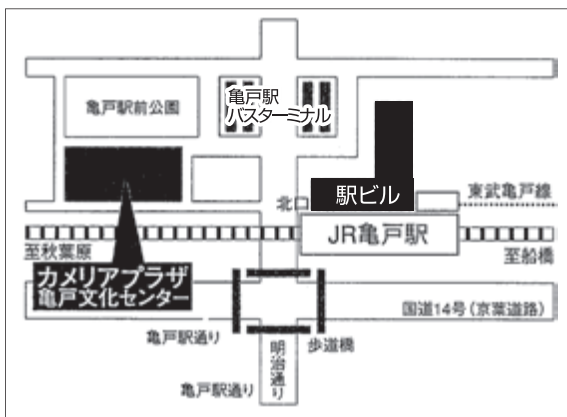 亀戸駅前公園
亀戸駅
バスターミナル
駅ビル
北口
東武亀戸線
JR亀戸駅
至秋葉原
至船橋
カメリアプラザ
亀戸文化センター
国道14号(京葉道路)
亀戸駅通り
明治通り
歩道橋
亀戸駅通り